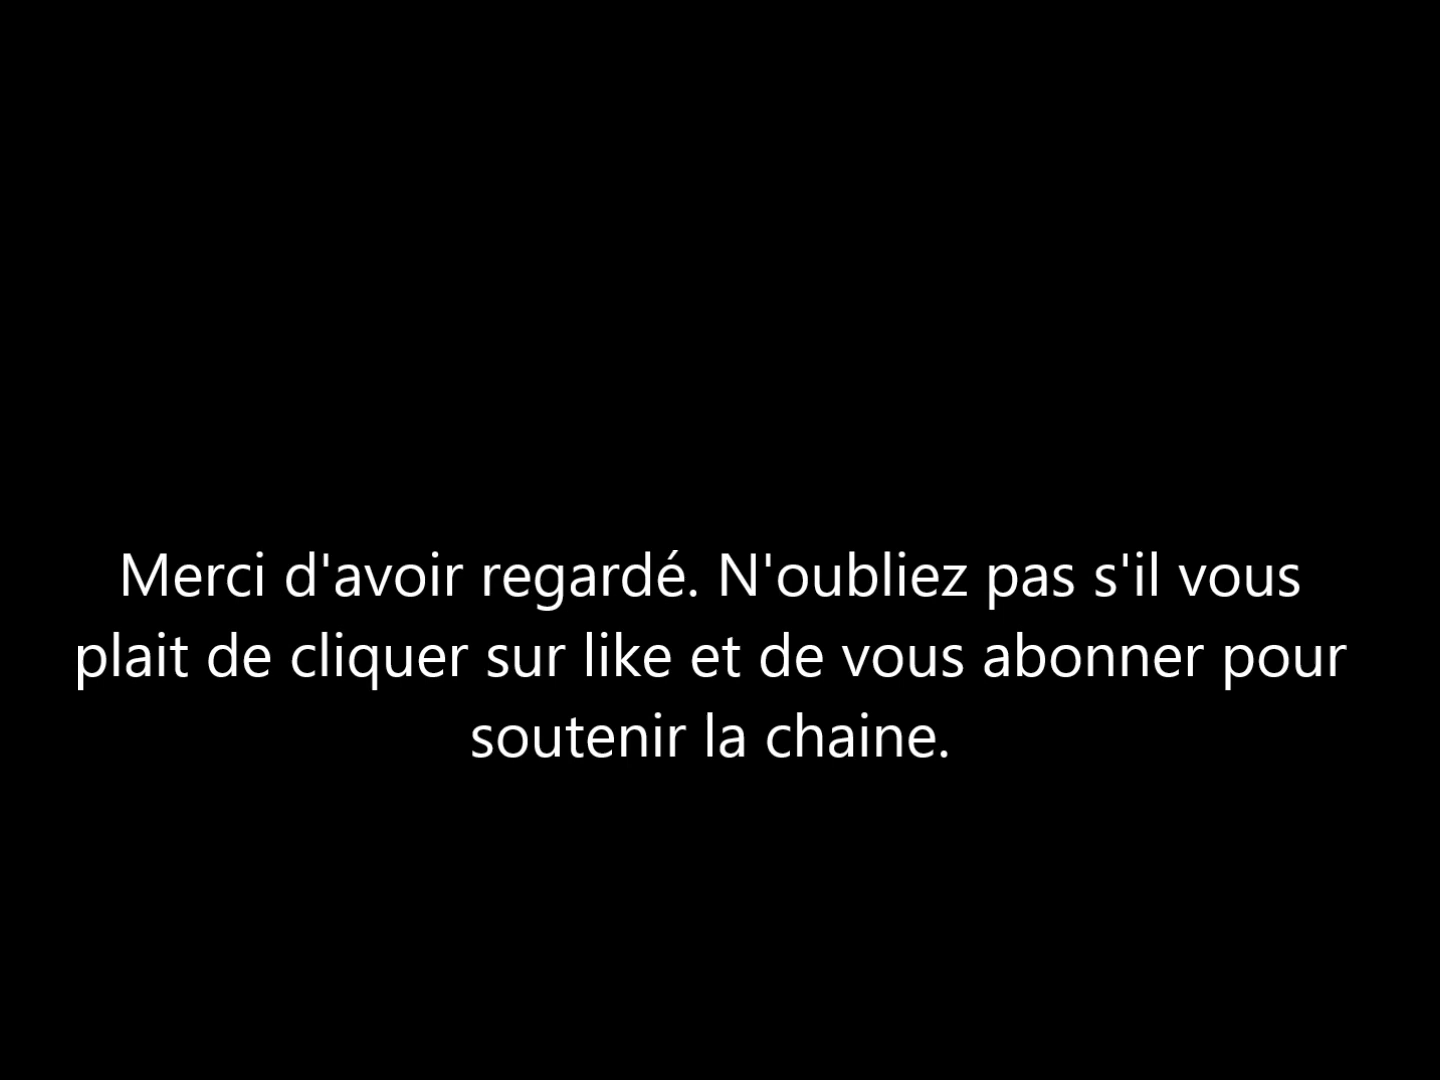 Merci d'avoir regardé. N'oubliez pas s'il vous
plait de cliquer sur like et de vous abonner pour
soutenir la chaine.